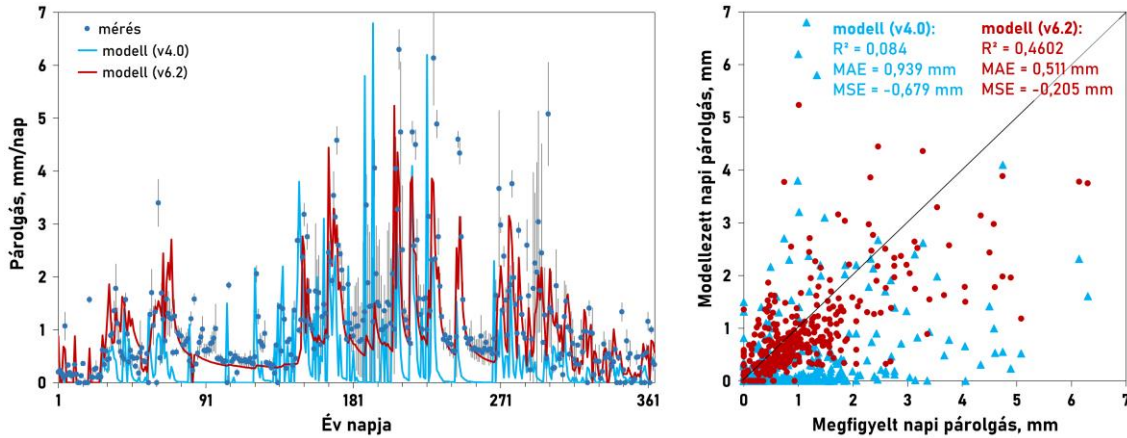 7
6
5
4
3
2
1
0
Párolgás, mm/nap
mérés
modell (v4.0)
modell (v6.2)
1 91 181 271 361
Év napja
7
6
5
4
3
2
1
0
Modellezett napi párolgás, mm
modell (v4.0):
R² = 0,084
MAE = 0,939 mm
MSE = -0,679 mm
modell (v6.2):
R² = 0,4602
MAE = 0,511 mm
MSE = -0,205 mm
0 1 2 3 4 5 6 7
Megfigyelt napi párolgás, mm